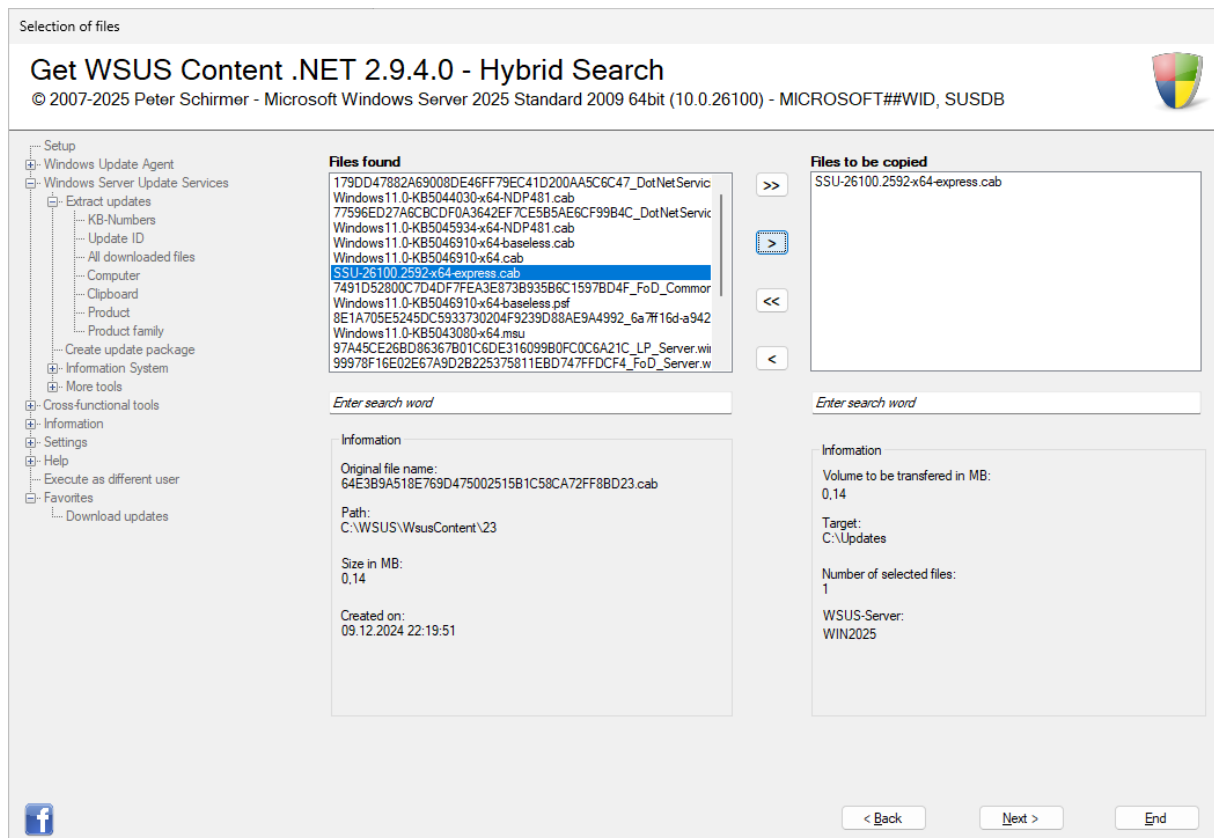 Selection of files
Get WSUS Content .NET 2.9.4.0 - Hybrid Search
© 2007-2025 Peter Schirmer - Microsoft Windows Server 2025 Standard 2009 64bit (10.0.26100) - MICROSOFT##WID, SUSDB
Setup
Windows Update Agent
Windows Server Update Services
Extract updates
KB-Numbers
Update ID
All downloaded files
Computer
Clipboard
Product
Product family
Create update package
Information System
More tools
Cross-functional tools
Information
Settings
Help
Execute as different user
Favorites
Download updates
Files found
179DD47882A69008DE46FF79EC41D200AA5C6C47_DotNetServic
Windows11.0-KB5044030-x64-NDP481.cab
77596ED27A6CBCDF0A3642EF7CE5B5AE6CF99B4C_DotNetServic
Windows11.0-KB5045934-x64-NDP481.cab
Windows11.0-KB5046910-x64-baseless.cab
Windows11.0-KB5046910-x64.cab
SSU-26100.2592-x64-express.cab
7491D52800C7D4DF7FEA3E873B935B6C1597BD4F_FoD_Common
Windows11.0-KB5046910-x64-baseless.psf
8E1A705E5245DC5933730204F9239D88AE9A4992_6a7ff16d-a942
Windows11.0-KB5043080-x64.msu
97A45CE26BD86367B01C6DE316099B0FC0C6A21C_LP_Server.wi
99978F16E02E67A9D2B225375811EBD747FFDCF4_FoD_Server.w
Enter search word
Information
Original file name:
64E3B9A518E769D475002515B1C58CA72FF8BD23.cab
Path:
C:\WSUS\WsusContent\23
Size in MB:
0,14
Created on:
09.12.2024 22:19:51
>>
>
<<
<
Files to be copied
SSU-26100.2592-x64-express.cab
Enter search word
Information
Volume to be transfered in MB:
0,14
Target:
C:\Updates
Number of selected files:
1
WSUS-Server:
WIN2025
f
< Back
Next >
End